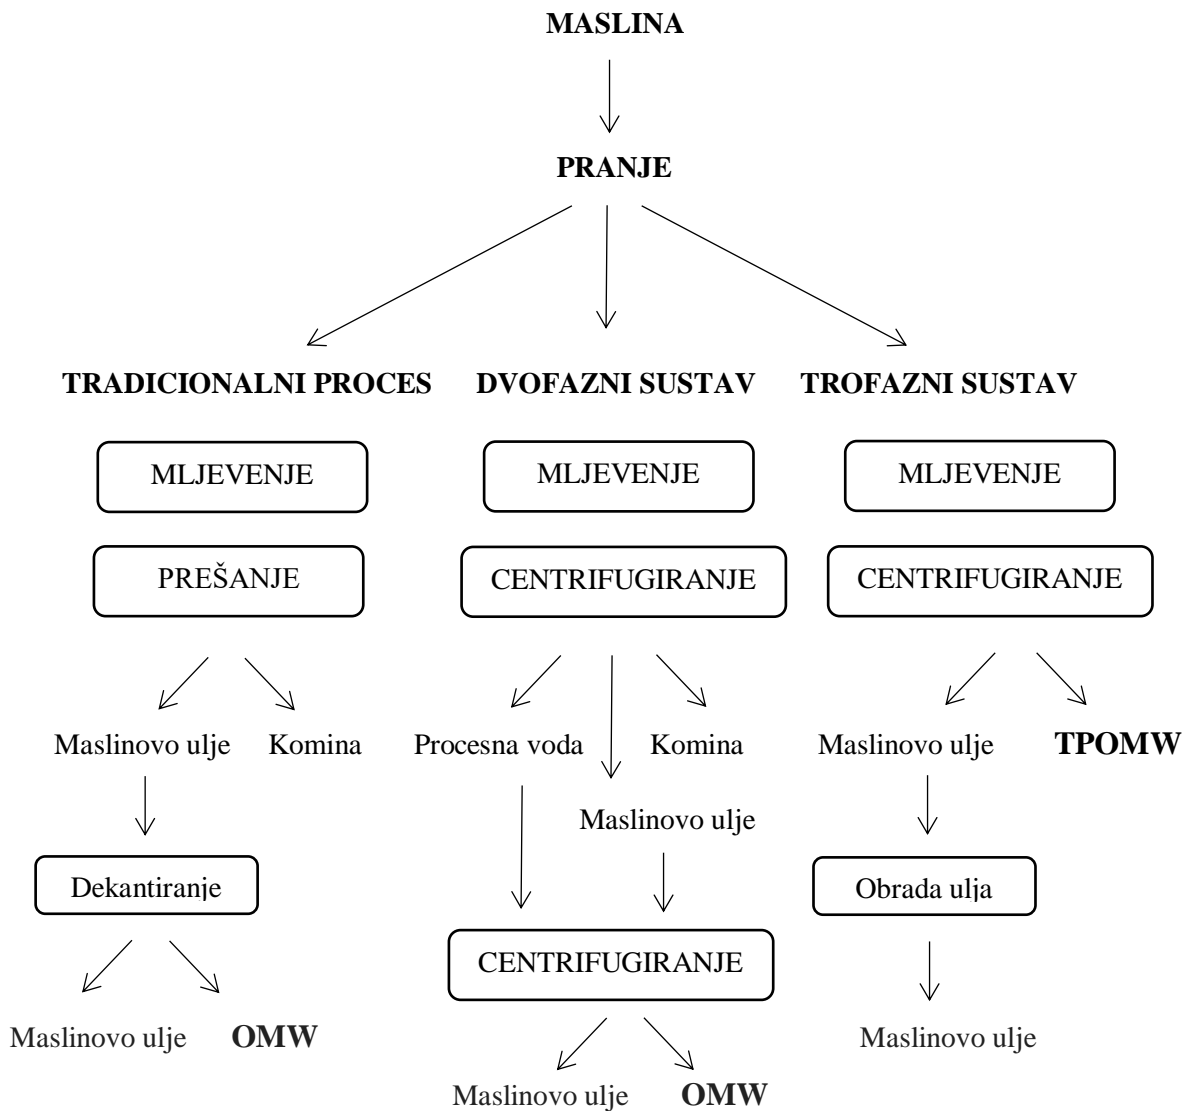 MASLINA
PRANJE
TRADICIONALNI PROCES DVOFAZNI SUSTAV TROFAZNI SUSTAV
MLJEVENJE MLJEVENJE MLJEVENJE
PREŠANJE CENTRIFUGIRANJE CENTRIFUGIRANJE
Maslinovo ulje Komina Procesna voda Komina Maslinovo ulje TPOMW
Maslinovo ulje
Dekantiranje Obrada ulja
CENTRIFUGIRANJE
Maslinovo ulje OMW Maslinovo ulje
Maslinovo ulje OMW